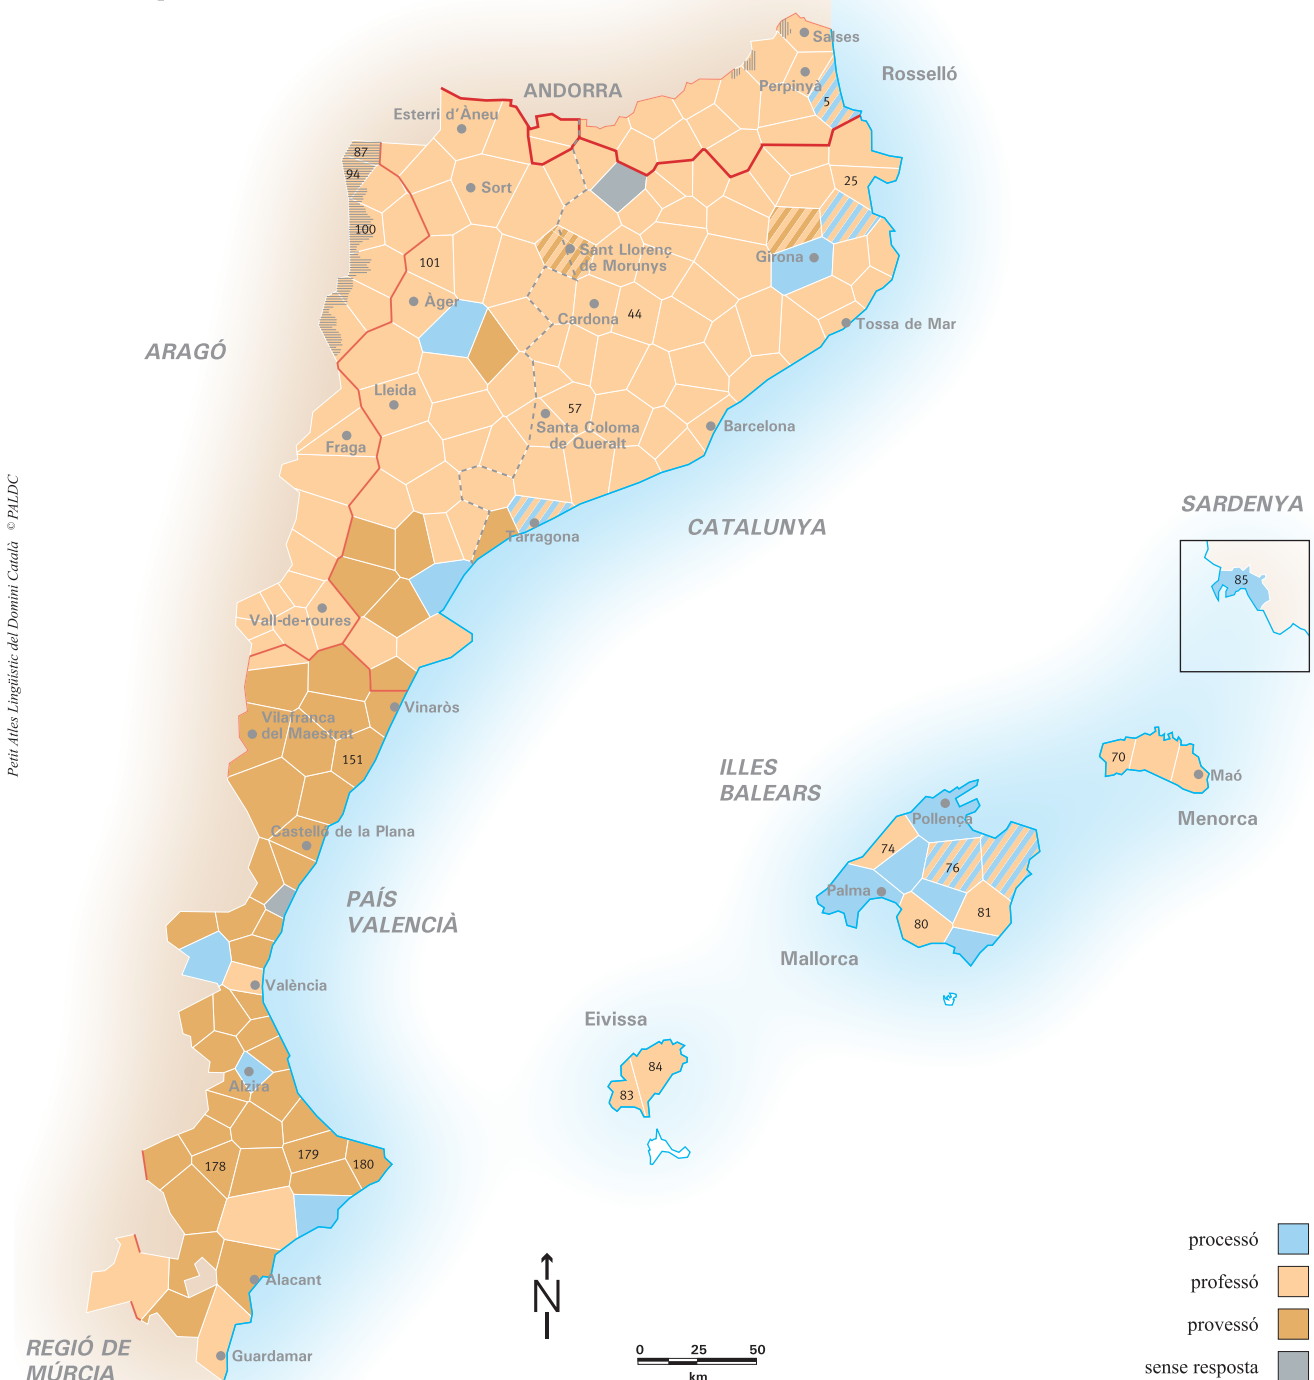 Salses
Rosselló
Perpinyà
ANDORRA
5
Esterri d'Àneu
87
94
Sort
25
100
Sant Llorenç
de Morunys
Girona
101
Àger
Cardona
44
Tossa de Mar
ARAGÓ
Lleida
57
Santa Coloma
de Queralt
Barcelona
Fraga
Petit Atles Lingüístic del Domini Català © PALDC
CATALUNYA
SARDENYA
Tarragona
85
Vall-de-roures
Vinaròs
Vilafranca
del Maestrat
151
ILLES
BALEARS
70
Maó
Menorca
Pollença
Castelló de la Plana
74
76
Palma
81
80
PAÍS
VALENCIÀ
Mallorca
València
Eivissa
84
83
Alzira
178
179
180
Alacant
N
Guardamar
REGIÓ DE
MÚRCIA
0 25 50
km
processó
professó
provessó
sense resposta